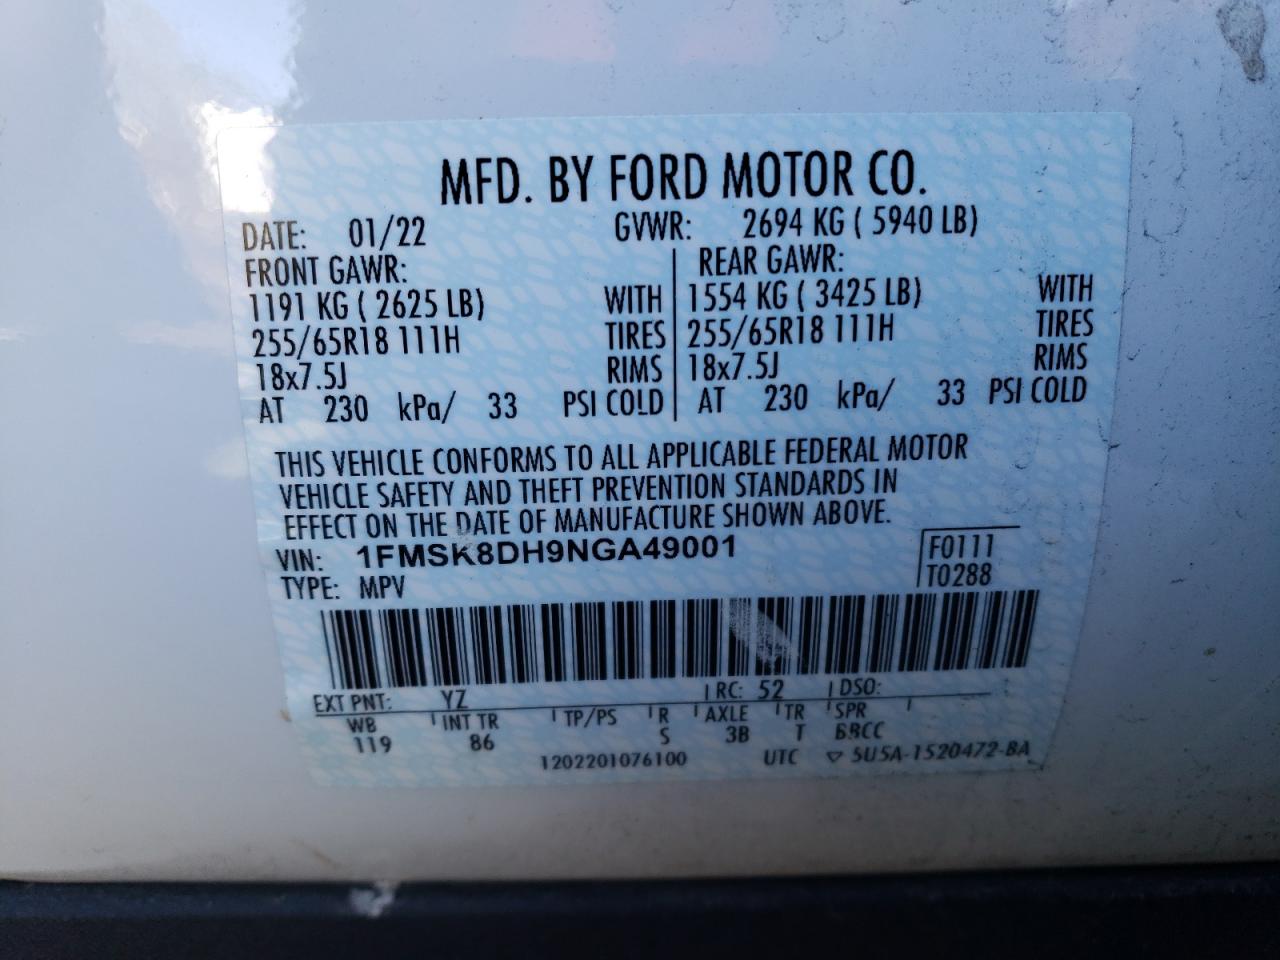 MFD. BY FORD MOTOR CO.
DATE: 01/22 GVWR: 2694 KG ( 5940 LB)
FRONT GAWR: REAR GAWR:
1191 KG ( 2625 LB) WITH 1554 KG ( 3425 LB) WITH
255/65R18 111H TIRES 255/65R18 111H TIRES
18x7.5J RIMS 18x7.5J RIMS
AT 230 kPa/ 33 PSI COLD AT 230 kPa/ 33 PSI COLD
THIS VEHICLE CONFORMS TO ALL APPLICABLE FEDERAL MOTOR
VEHICLE SAFETY AND THEFT PREVENTION STANDARDS IN
EFFECT ON THE DATE OF MANUFACTURE SHOWN ABOVE.
VIN: 1FMSK8DH9NGA49001 F0111
TYPE: MPV T0288
EXT PNT: YZ RC: 52 DSO:
WB INT TR TP/PS R AXLE TR SPR
119 86 S 3B T
1202201076100 UTC ▽ 5U5A-1520472-BA